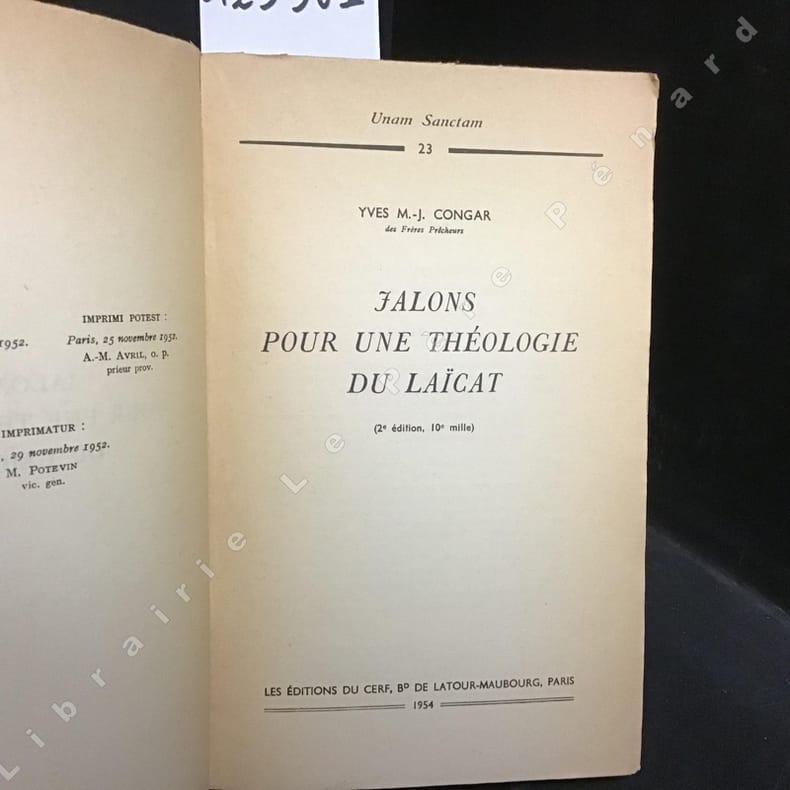 IMPRIMI POTEST :
1952.
Paris, 25 novembre 1952.
A.-M. AVRIL, o. p.
prieur prov.
IMPRIMATUR :
, 29 novembre 1952.
M. POTEVIN
vic. gen.
Unam Sanctam
23
YVES M.-J. CONGAR
des Frères Prêcheurs
JALONS
POUR UNE THÉOLOGIE
DU LAÏCAT
(2e édition, 10e mille)
LES ÉDITIONS DU CERF, BD DE LATOUR-MAUBOURG, PARIS
1954
Librairie Le Père Pénard